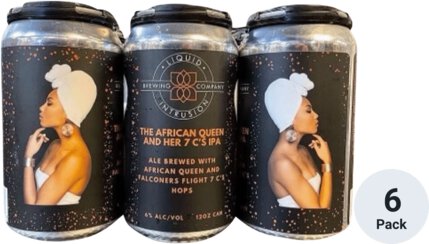 LIQUID
BREWING COMPANY
INTRUSION
THE AFRICAN QUEEN
AND HER 7 C'S IPA
ALE BREWED WITH
AFRICAN QUEEN AND
FALCONERS FLIGHT 7 C'S
HOPS
6% ALC/VOL 12OZ CAN
6
Pack